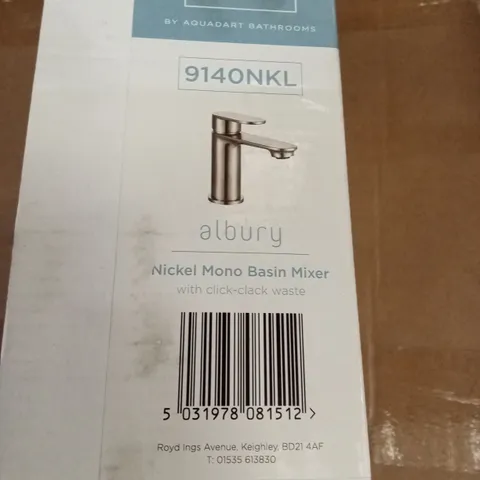 BY AQUADART BATHROOMS
9140NKL
albury
Nickel Mono Basin Mixer
with click-clack waste
5 031978 081512 >
Royd Ings Avenue, Keighley, BD21 4AF
T: 01535 613830